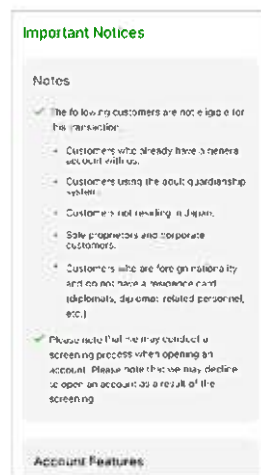 Important Notices
Notes
The following customers are not eligible for
this transaction
Customers who already have a general
account with us.
Customers using the adult guardianship
system
Customers not residing in Japan.
Sole proprietors and corporate
customers.
Customers who are foreign nationality
and do not have a residence card
(diplomats, diplomat related personnel,
etc.)
Please note that we may conduct a
screening process when opening an
account. Please note that we may decline
to open an account as a result of the
screening
Account Features